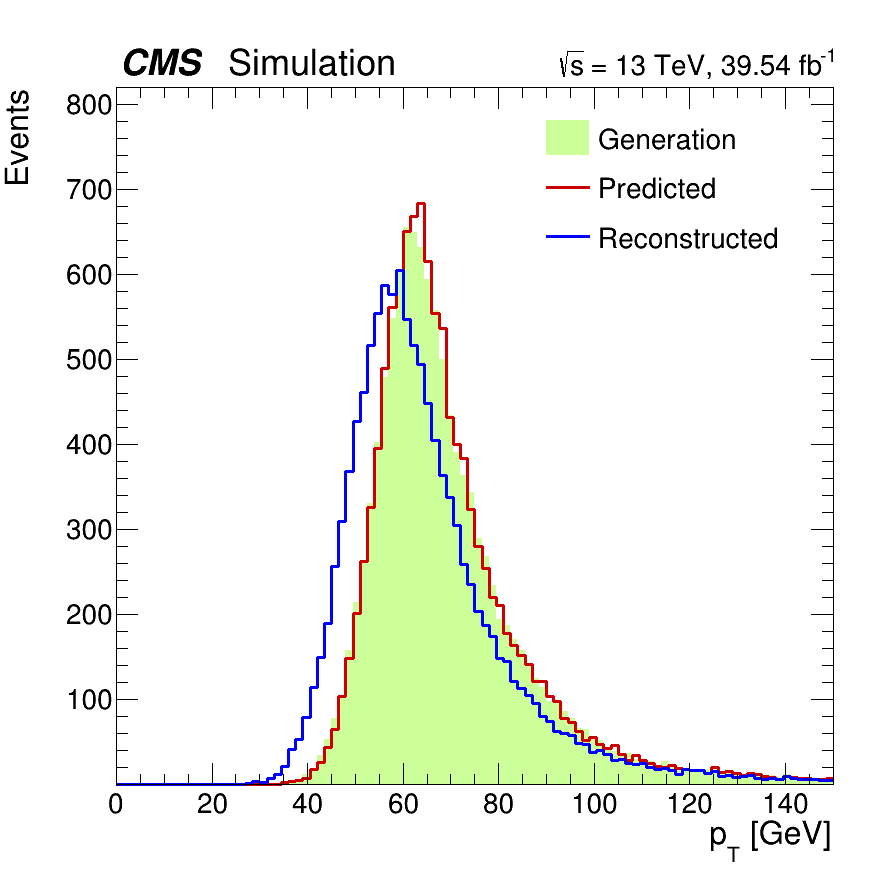 CMS Simulation
√s = 13 TeV, 39.54 fb⁻¹
Events
800
700
600
500
400
300
200
100
Generation
Predicted
Reconstructed
0 20 40 60 80 100 120 140
p_T [GeV]